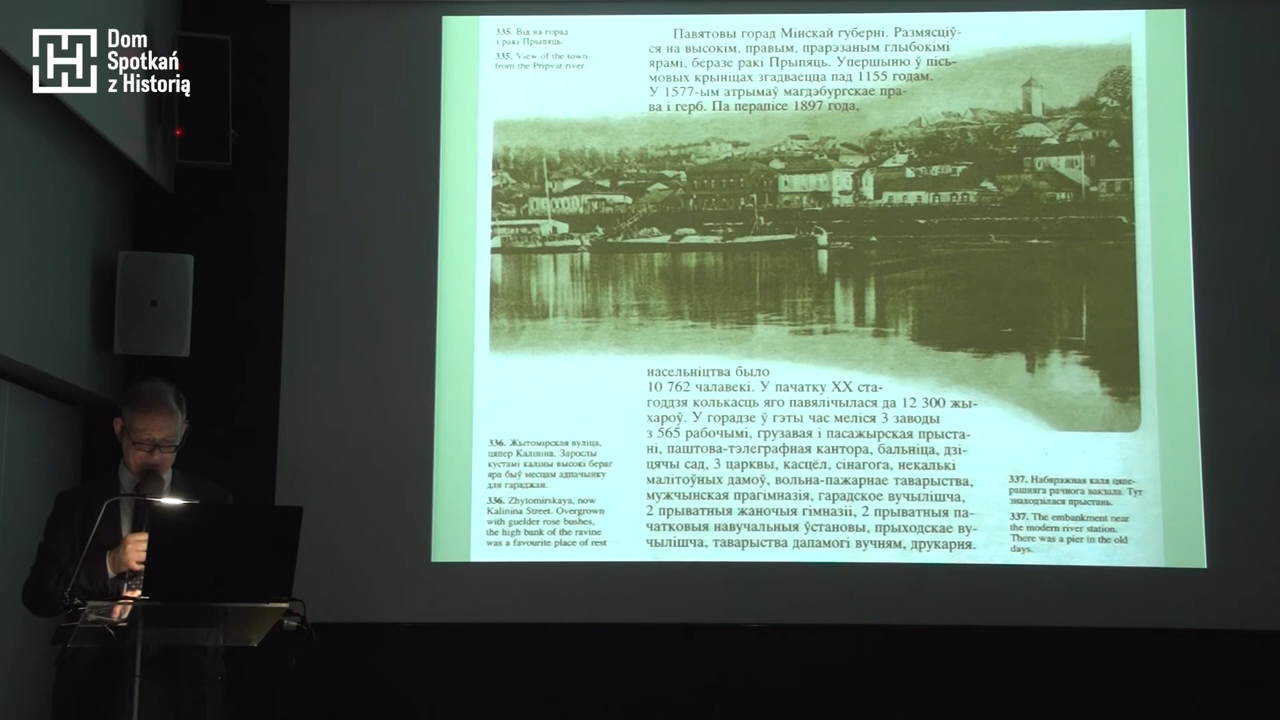 Dom
Spotkań
z Historią
335. Від на горад
і ракі Прыпяць.
335. View of the town
from the Pripyat river
Павятовы горад Мінскай губерні. Размясціў-
ся на высокім, правым, прарэзаным глыбокімі
ярамі, беразе ракі Прыпяць. Упершыню ў пісь-
мовых крыніцах згадваецца пад 1155 годам.
У 1577-ым атрымаў магдэбургскае пра-
ва і герб. Па перапісе 1897 года,
насельніцтва было
10 762 чалавекі. У пачатку XX ста-
годдзя колькасць яго павялічылася да 12 300 жы-
хароў. У горадзе ў гэты час меліся 3 заводы
з 565 рабочымі, грузавая і пасажырская прыста-
ні, паштова-тэлеграфная кантора, бальніца, дзі-
цячы сад, 3 царквы, касцёл, сінагога, некалькі
малітоўных дамоў, вольна-пажарнае таварыства,
мужчынская прагімназія, гарадское вучылішча,
2 прыватныя жаночыя гімназіі, 2 прыватныя па-
чатковыя навучальныя ўстановы, прыходскае ву-
чылішча, таварыства дапамогі вучням, друкарня.
336. Жытомірская вуліца,
цяпер Калініна. Зарослы
кустамі каліны высокі бераг
яра быў месцам адпачынку
для гараджан.
336. Zhytomirskaya, now
Kalinina Street. Overgrown
with guelder rose bushes,
the high bank of the ravine
was a favourite place of rest
337. Набярэжная каля цяпе-
рашняга рачнога вакзала. Тут
знаходзілася прыстань.
337. The embankment near
the modern river station.
There was a pier in the old
days.